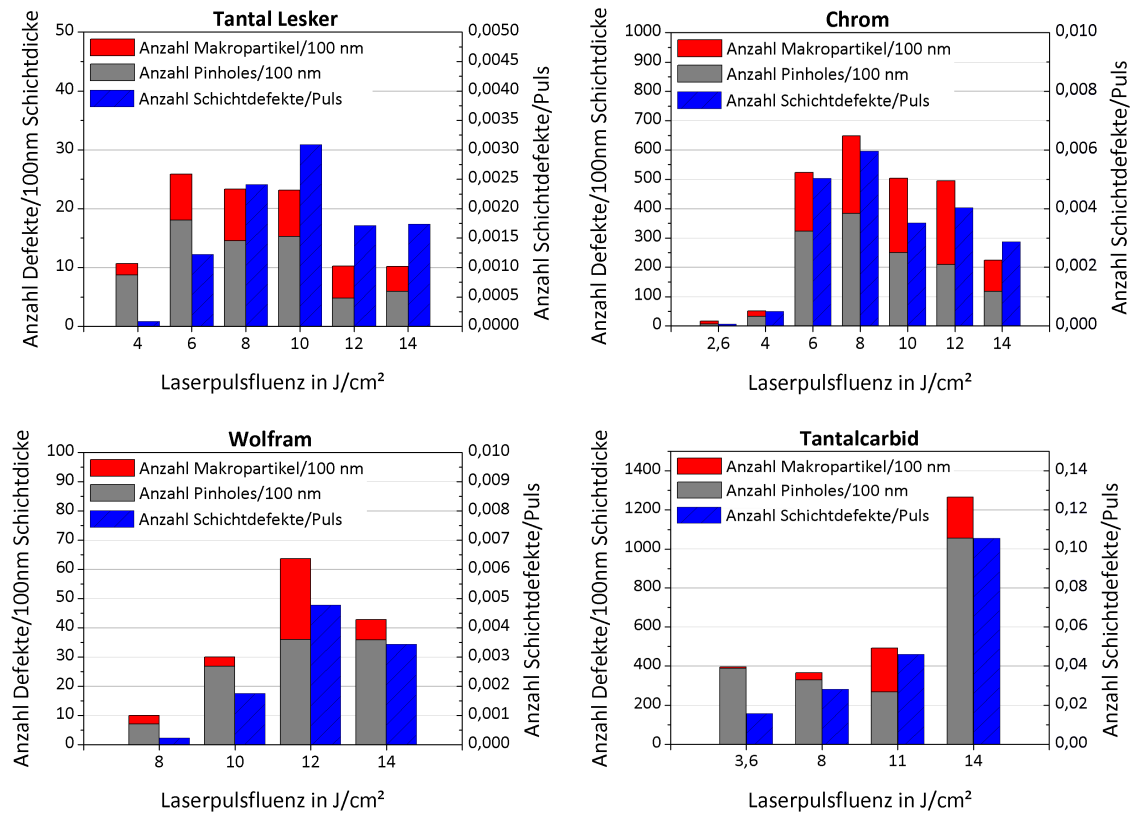 Tantal Lesker
Anzahl Defekte/100nm Schichtdicke
50
40
30
20
10
0
Anzahl Makropartikel/100 nm
Anzahl Pinholes/100 nm
Anzahl Schichtdefekte/Puls
0,0050
0,0045
0,0040
0,0035
0,0030
0,0025
0,0020
0,0015
0,0010
0,0005
0,0000
Anzahl Schichtdefekte/Puls
4 6 8 10 12 14
Laserpulsfluenz in J/cm²
Chrom
Anzahl Defekte/100nm Schichtdicke
1000
900
800
700
600
500
400
300
200
100
0
Anzahl Makropartikel/100 nm
Anzahl Pinholes/100 nm
Anzahl Schichtdefekte/Puls
0,010
0,008
0,006
0,004
0,002
0,000
Anzahl Schichtdefekte/Puls
2,6 4 6 8 10 12 14
Laserpulsfluenz in J/cm²
Wolfram
Anzahl Defekte/100nm Schichtdicke
100
90
80
70
60
50
40
30
20
10
0
Anzahl Makropartikel/100 nm
Anzahl Pinholes/100 nm
Anzahl Schichtdefekte/Puls
0,010
0,009
0,008
0,007
0,006
0,005
0,004
0,003
0,002
0,001
0,000
Anzahl Schichtdefekte/Puls
8 10 12 14
Laserpulsfluenz in J/cm²
Tantalcarbid
Anzahl Defekte/100nm Schichtdicke
1400
1200
1000
800
600
400
200
0
Anzahl Makropartikel/100 nm
Anzahl Pinholes/100 nm
Anzahl Schichtdefekte/Puls
0,14
0,12
0,10
0,08
0,06
0,04
0,02
0,00
Anzahl Schichtdefekte/Puls
3,6 8 11 14
Laserpulsfluenz in J/cm²